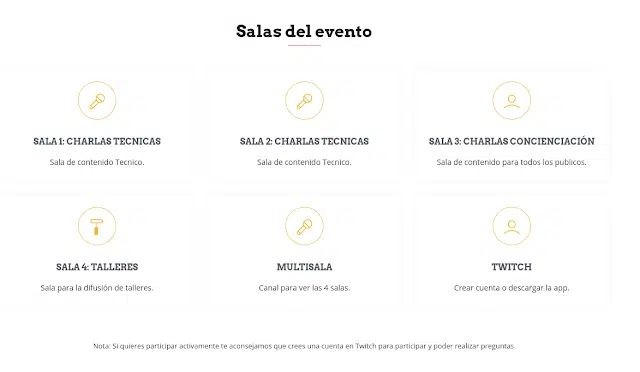 Salas del evento
SALA 1: CHARLAS TECNICAS
SALA 2: CHARLAS TECNICAS
SALA 3: CHARLAS CONCIENCIACIÓN
Sala de contenido Tecnico.
Sala de contenido Tecnico.
Sala de contenido para todos los publicos.
SALA 4: TALLERES
MULTISALA
TWITCH
Sala para la difusión de talleres.
Canal para ver las 4 salas.
Crear cuenta o descargar la app.
Nota: Si quieres participar activamente te aconsejamos que crees una cuenta en Twitch para participar y poder realizar preguntas.